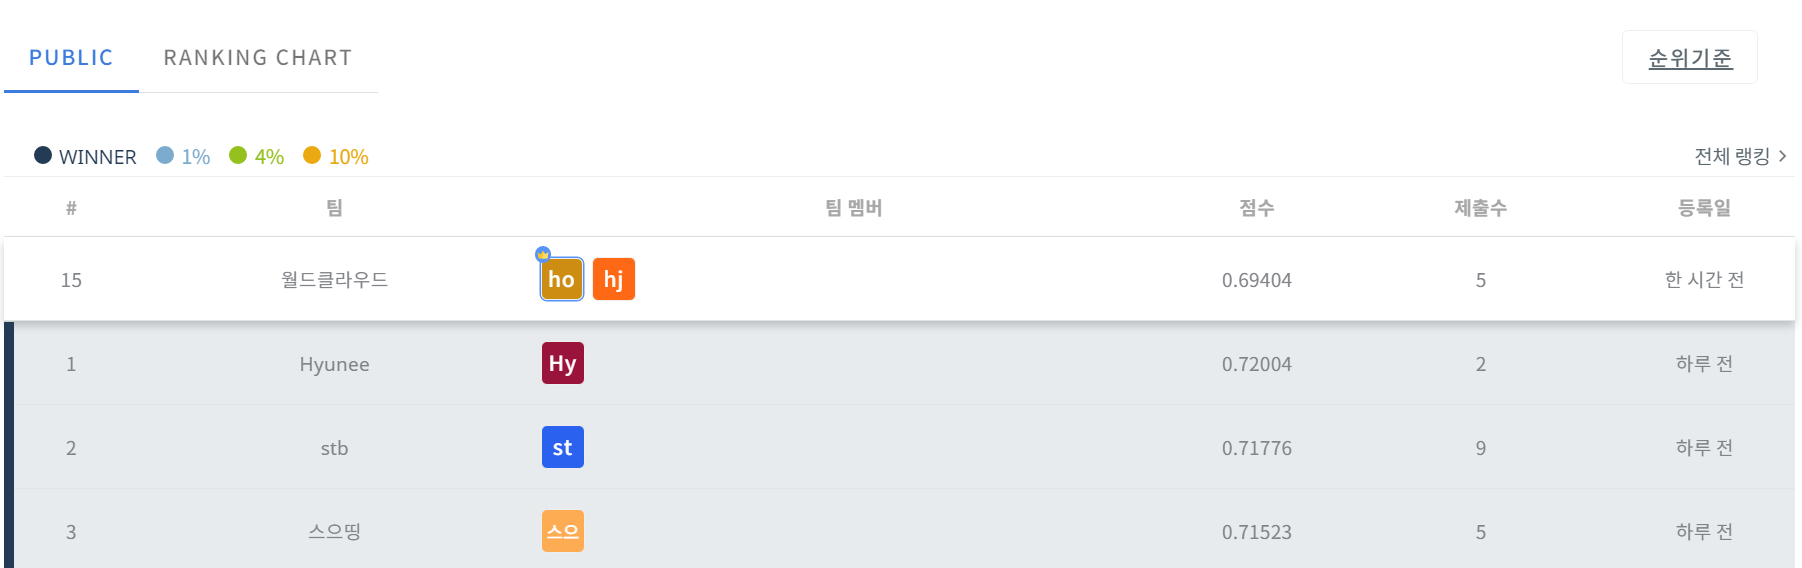 PUBLIC RANKING CHART 순위기준
WINNER 1% 4% 10% 전체 랭킹 >
# 팀 팀 멤버 점수 제출수 등록일
15 월드클라우드 ho hj 0.69404 5 한 시간 전
1 Hyunee Hy 0.72004 2 하루 전
2 stb st 0.71776 9 하루 전
3 스으띵 스으 0.71523 5 하루 전